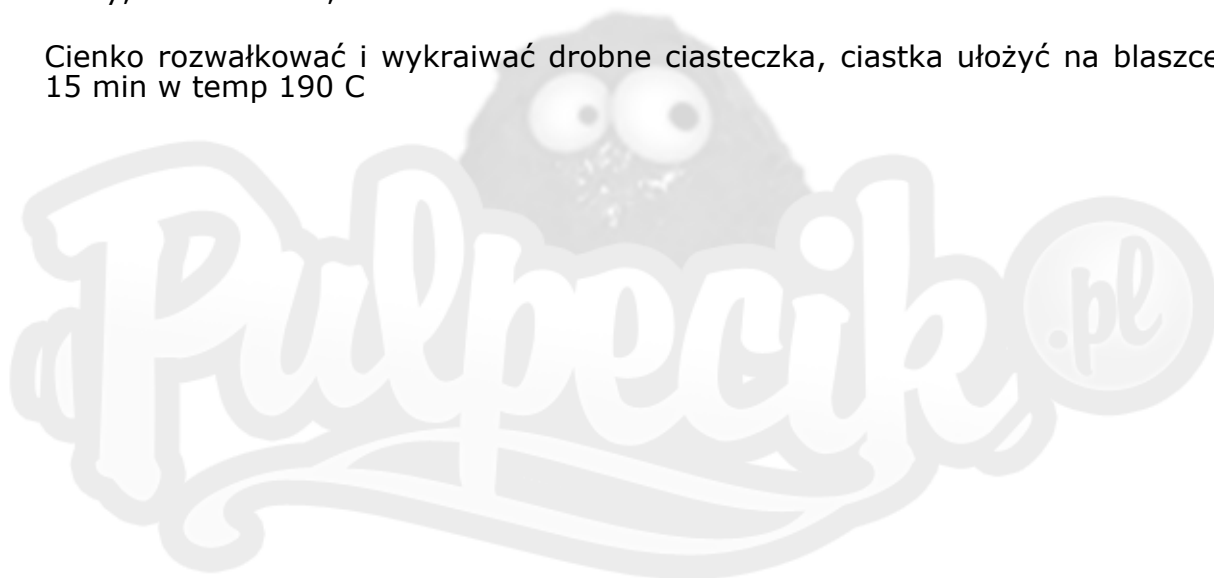 Cienko rozwałkować i wykraiwać drobne ciasteczka, ciastka ułożyć na blaszce
15 min w temp 190 C
Pulpecik .pl